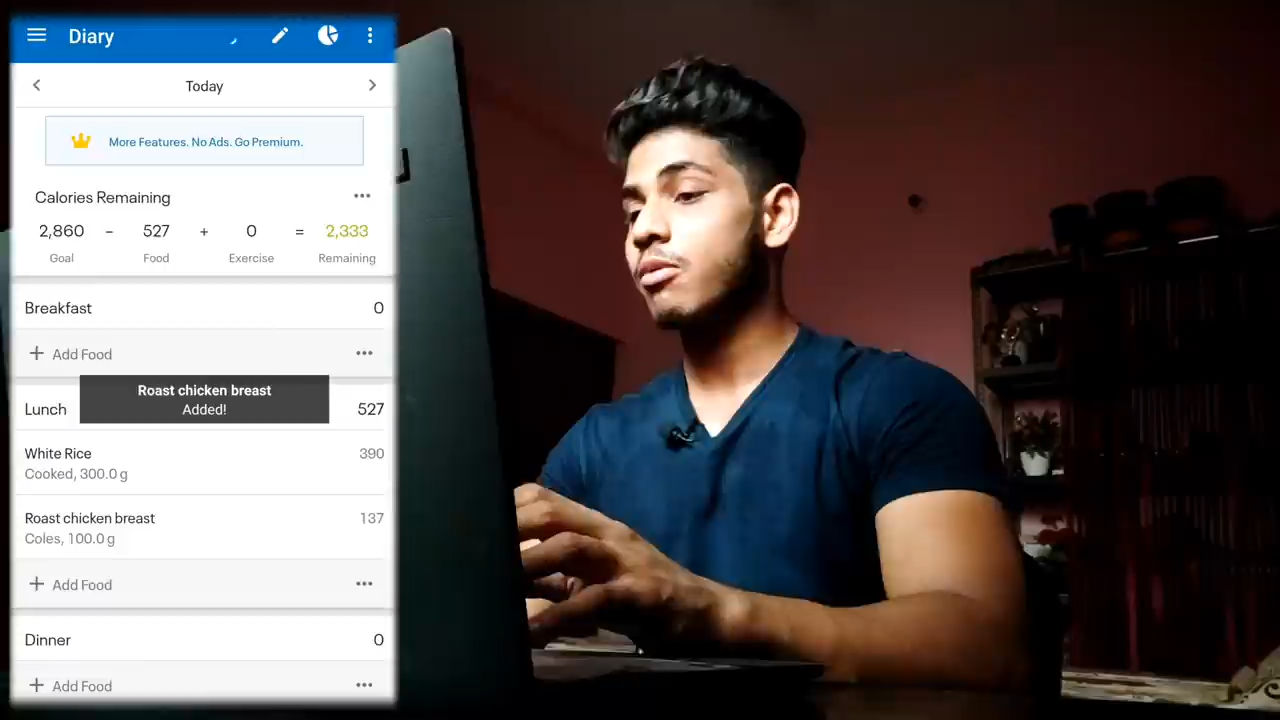 Diary
Today
More Features. No Ads. Go Premium.
Calories Remaining
2,860 - 527 + 0 = 2,333
Goal Food Exercise Remaining
Breakfast 0
+ Add Food
Roast chicken breast
Added!
Lunch 527
White Rice 390
Cooked, 300.0 g
Roast chicken breast 137
Coles, 100.0 g
+ Add Food
Dinner 0
+ Add Food